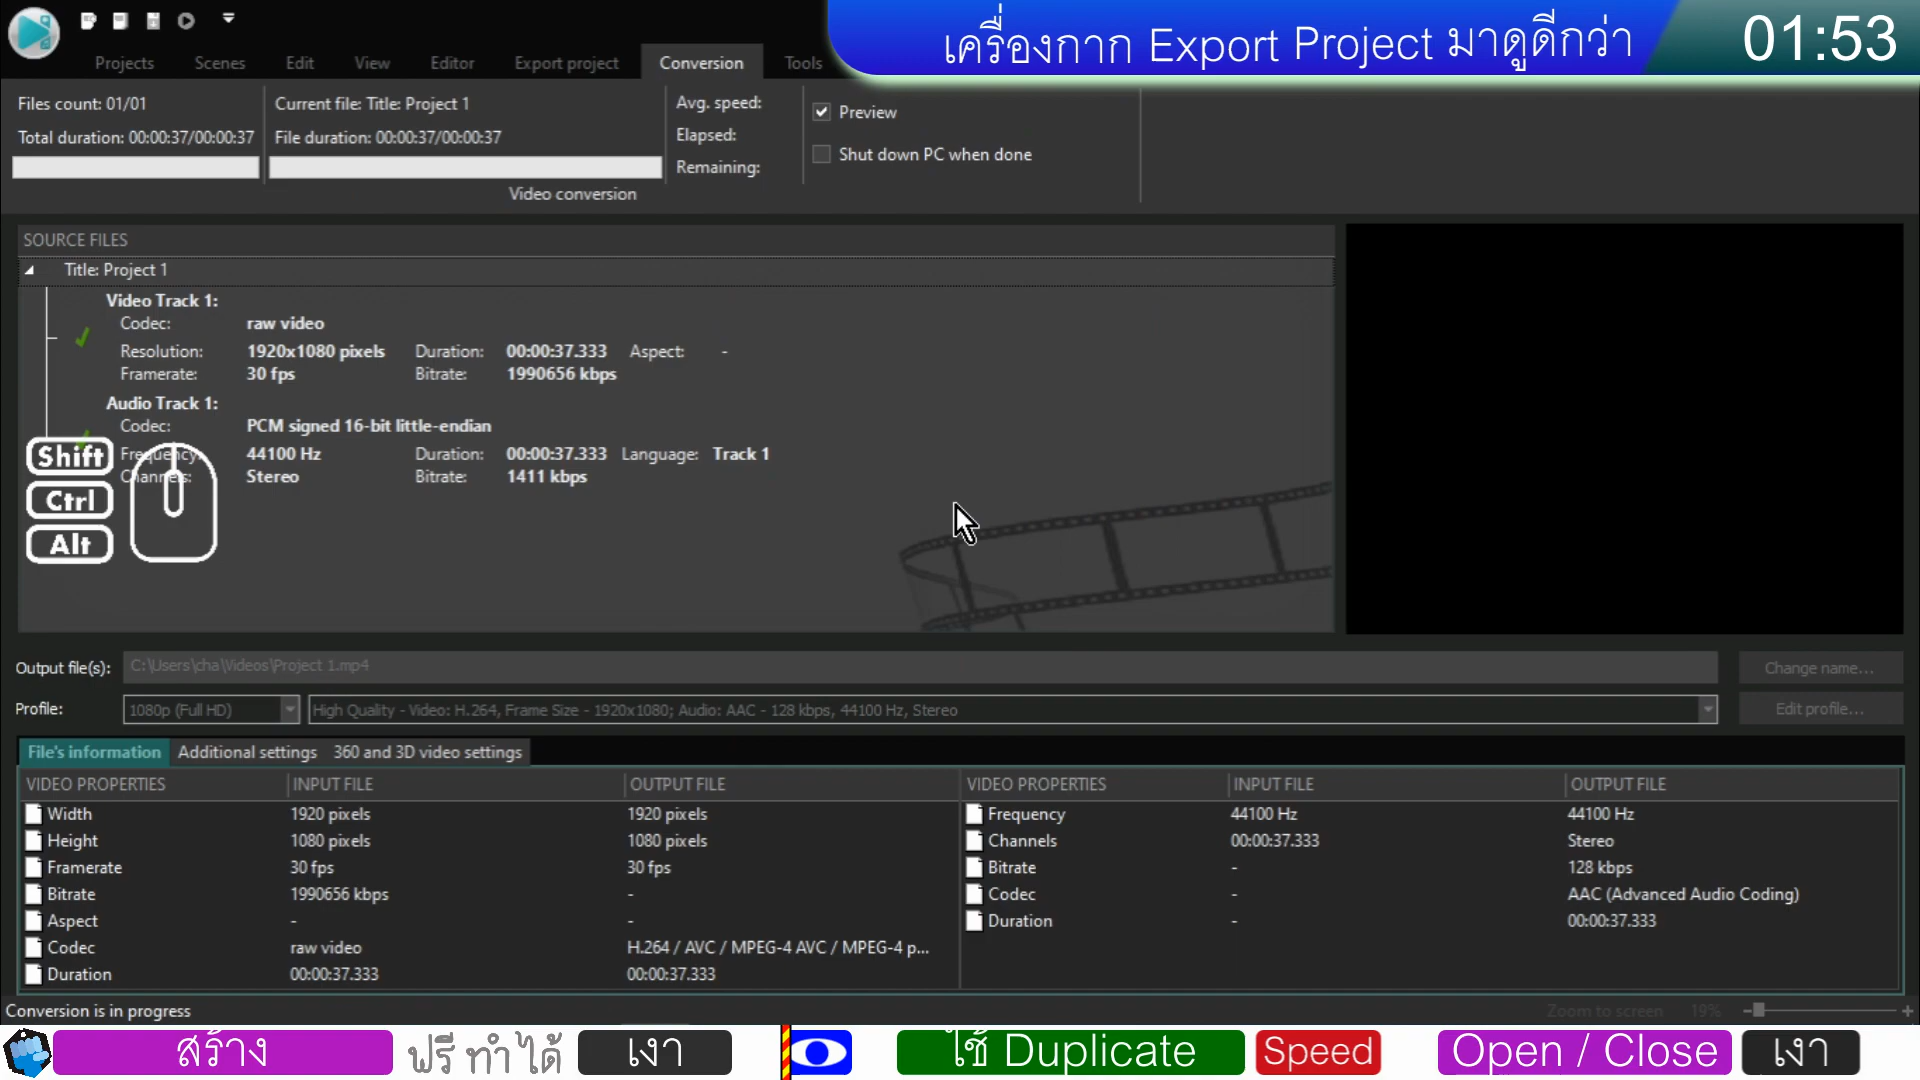 เครื่องกาก Export Project มาดูดีกว่า
01:53
Projects Scenes Edit View Editor Export project Conversion Tools
Files count: 01/01
Total duration: 00:00:37/00:00:37
Current file: Title: Project 1
File duration: 00:00:37/00:00:37
Avg. speed:
Elapsed:
Remaining:
Preview
Shut down PC when done
Video conversion
SOURCE FILES
Title: Project 1
Video Track 1:
Codec: raw video
Resolution: 1920x1080 pixels Duration: 00:00:37.333 Aspect: -
Framerate: 30 fps Bitrate: 1990656 kbps
Audio Track 1:
Codec: PCM signed 16-bit little-endian
Frequency: 44100 Hz Duration: 00:00:37.333 Language: Track 1
Channels: Stereo Bitrate: 1411 kbps
Shift
Ctrl
Alt
Output file(s): C:\Users\cha\Videos\Project 1.mp4 Change name...
Profile: 1080p (Full HD) High Quality - Video: H.264, Frame Size - 1920x1080; Audio: AAC - 128 kbps, 44100 Hz, Stereo Edit profile...
File's information Additional settings 360 and 3D video settings
VIDEO PROPERTIES INPUT FILE OUTPUT FILE
Width 1920 pixels 1920 pixels
Height 1080 pixels 1080 pixels
Framerate 30 fps 30 fps
Bitrate 1990656 kbps -
Aspect - -
Codec raw video H.264 / AVC / MPEG-4 AVC / MPEG-4 p...
Duration 00:00:37.333 00:00:37.333
VIDEO PROPERTIES INPUT FILE OUTPUT FILE
Frequency 44100 Hz 44100 Hz
Channels 00:00:37.333 Stereo
Bitrate - 128 kbps
Codec - AAC (Advanced Audio Coding)
Duration - 00:00:37.333
Conversion is in progress
Zoom to screen 19%
สร้าง ฟรี ทำ ได้ เงา ใช้ Duplicate Speed Open / Close เงา